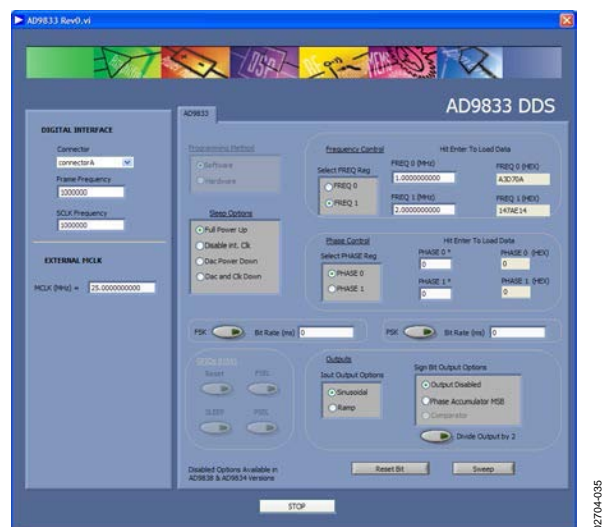 AD9833 Rev0.vi
DSP
RF
MEMS
AD9833 DDS
AD9833
DIGITAL INTERFACE
Connector
connectorA
Frame Frequency
1000000
SCLK Frequency
1000000
EXTERNAL MCLK
MCLK (MHz) = 25.0000000000
Programming Method
Software
Hardware
Sleep Options
Full Power Up
Disable Int. Clk
Dac Power Down
Dac and Clk Down
Frequency Control
Hit Enter To Load Data
Select FREQ Reg
FREQ 0
FREQ 1
FREQ 0 (MHz)
1.0000000000
FREQ 0 (HEX)
A3D70A
FREQ 1 (MHz)
2.0000000000
FREQ 1 (HEX)
147AE14
Phase Control
Hit Enter To Load Data
Select PHASE Reg
PHASE 0
PHASE 1
PHASE 0 °
0
PHASE 0 (HEX)
0
PHASE 1 °
0
PHASE 1 (HEX)
0
FSK
Bit Rate (ms) 0
PSK
Bit Rate (ms) 0
Reset
FSEL
SLEEP
PSEL
Outputs
Iout Output Options
Sinusoidal
Ramp
Sign Bit Output Options
Output Disabled
Phase Accumulator MSB
Comparator
Divide Output by 2
Disabled Options Available in
AD9838 & AD9834 Versions
Reset Bit
Sweep
STOP
02704-035